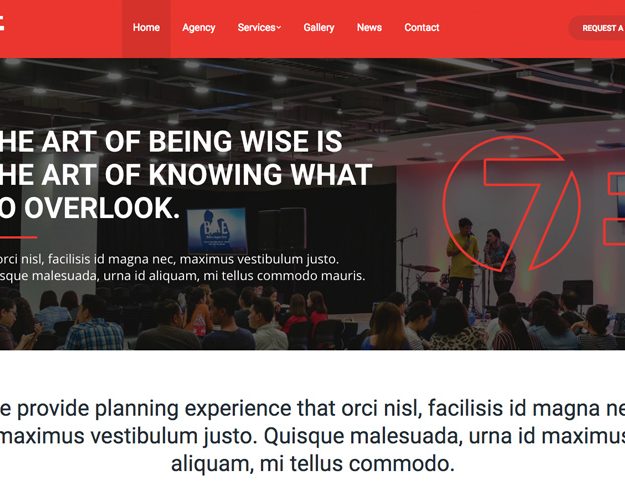 Home Agency Services Gallery News Contact REQUEST A
HE ART OF BEING WISE IS
HE ART OF KNOWING WHAT
O OVERLOOK.
orci nisl, facilisis id magna nec, maximus vestibulum justo.
sque malesuada, urna id aliquam, mi tellus commodo mauris.
7
e provide planning experience that orci nisl, facilisis id magna ne
maximus vestibulum justo. Quisque malesuada, urna id maximus
aliquam, mi tellus commodo.